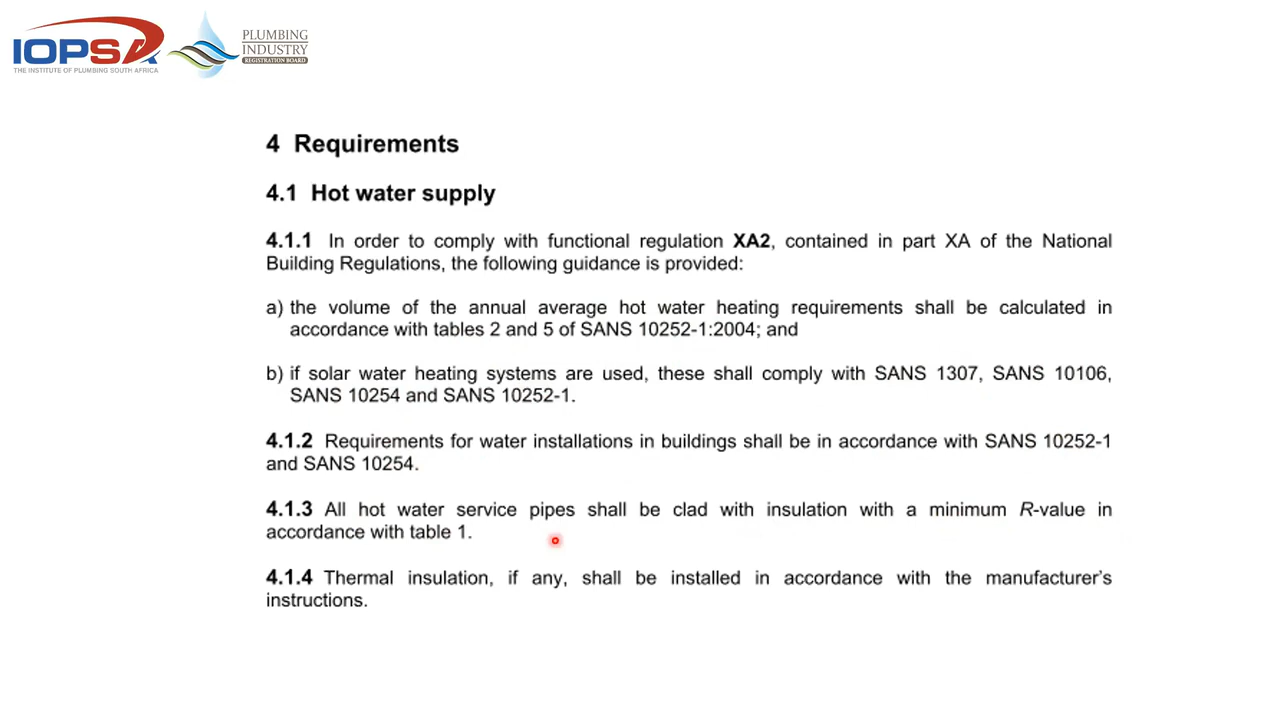 IOPSA
THE INSTITUTE OF PLUMBING SOUTH AFRICA
PLUMBING
INDUSTRY
REGISTRATION BOARD
4 Requirements
4.1 Hot water supply
4.1.1 In order to comply with functional regulation XA2, contained in part XA of the National
Building Regulations, the following guidance is provided:
a) the volume of the annual average hot water heating requirements shall be calculated in
accordance with tables 2 and 5 of SANS 10252-1:2004; and
b) if solar water heating systems are used, these shall comply with SANS 1307, SANS 10106,
SANS 10254 and SANS 10252-1.
4.1.2 Requirements for water installations in buildings shall be in accordance with SANS 10252-1
and SANS 10254.
4.1.3 All hot water service pipes shall be clad with insulation with a minimum R-value in
accordance with table 1.
4.1.4 Thermal insulation, if any, shall be installed in accordance with the manufacturer's
instructions.